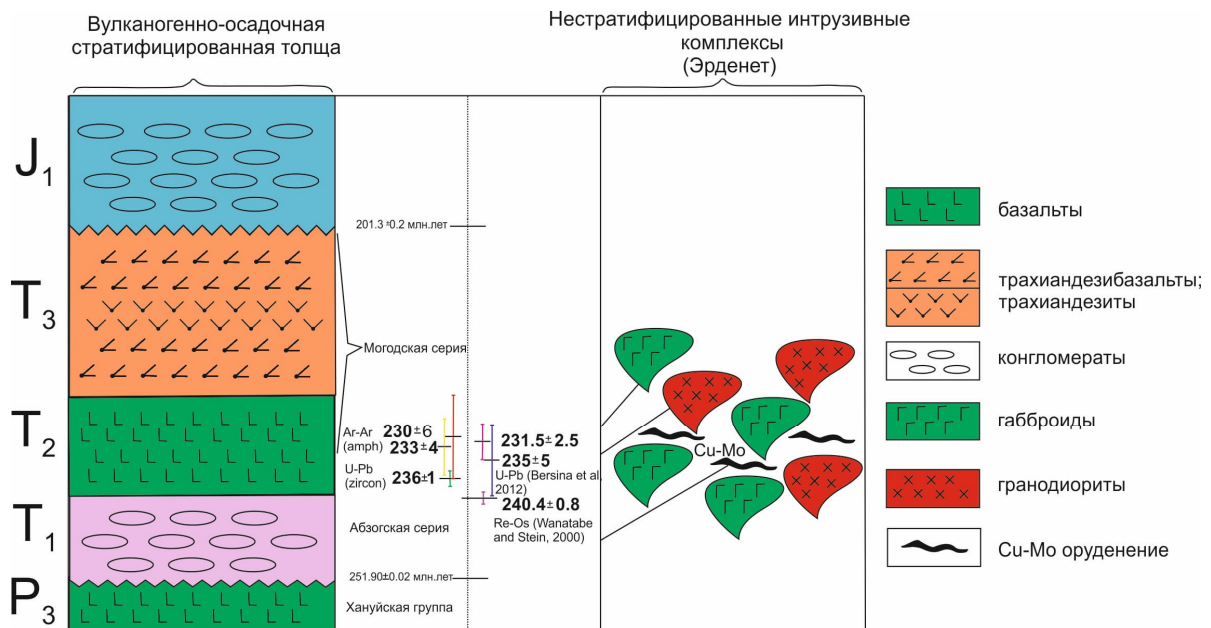 Вулканогенно-осадочная
стратифицированная толща
Нестратифицированные интрузивные
комплексы
(Эрденет)
J1
T3
T2
T1
P3
201.3 ±0.2 млн.лет
Могодская серия
Ar-Ar
(amph)
230±6
233±4
U-Pb
(zircon)
236±1
231.5±2.5
235±5
U-Pb (Bersina et al,
2012)
240.4±0.8
Re-Os (Wanatabe
and Stein, 2000)
Абзогская серия
251.90±0.02 млн.лет
Хануйская группа
Cu-Mo
базальты
трахиандезибазальты;
трахиандезиты
конгломераты
габброиды
гранодиориты
Cu-Mo оруденение